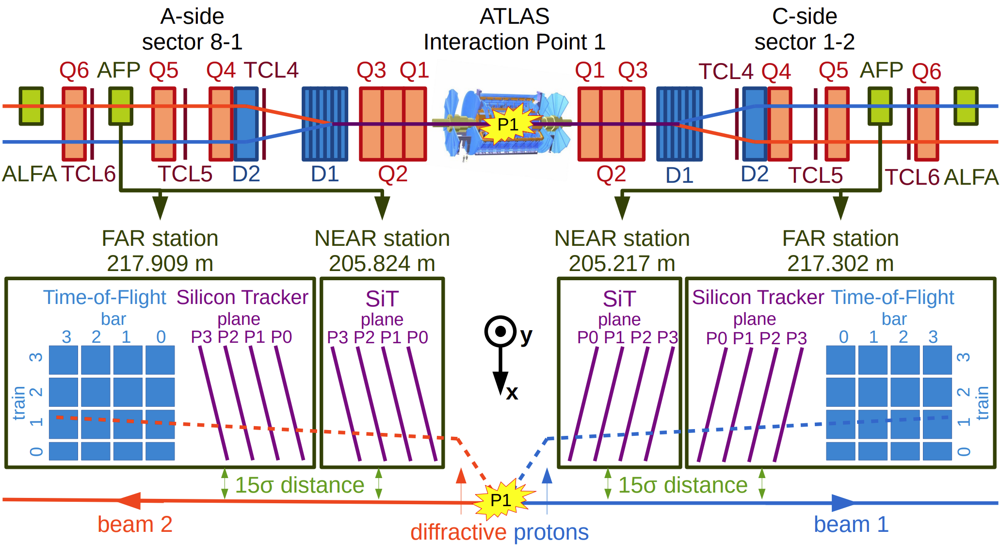 A-side
sector 8-1
ATLAS
Interaction Point 1
C-side
sector 1-2
Q6 AFP Q5 Q4 TCL4 Q3 Q1 Q1 Q3 TCL4 Q4 Q5 AFP Q6
P1
ALFA TCL6 TCL5 D2 D1 Q2 Q2 D1 D2 TCL5 TCL6 ALFA
FAR station
217.909 m
NEAR station
205.824 m
NEAR station
205.217 m
FAR station
217.302 m
Time-of-Flight
bar
3 2 1 0
train
3
2
1
0
Silicon Tracker
plane
P3 P2 P1 P0
SiT
plane
P3 P2 P1 P0
y
x
SiT
plane
P0 P1 P2 P3
Silicon Tracker
plane
P0 P1 P2 P3
Time-of-Flight
bar
0 1 2 3
3
2
1
0
train
15σ distance
15σ distance
P1
beam 2
diffractive protons
beam 1